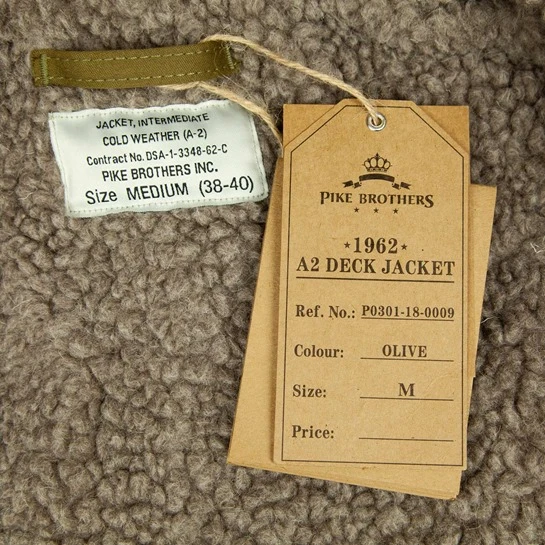 JACKET, INTERMEDIATE
COLD WEATHER (A-2)
Contract No. DSA-1-3348-62-C
PIKE BROTHERS INC.
Size MEDIUM (38-40)
PIKE BROTHERS
1962
A2 DECK JACKET
Ref. No.: P0301-18-0009
Colour: OLIVE
Size: M
Price: